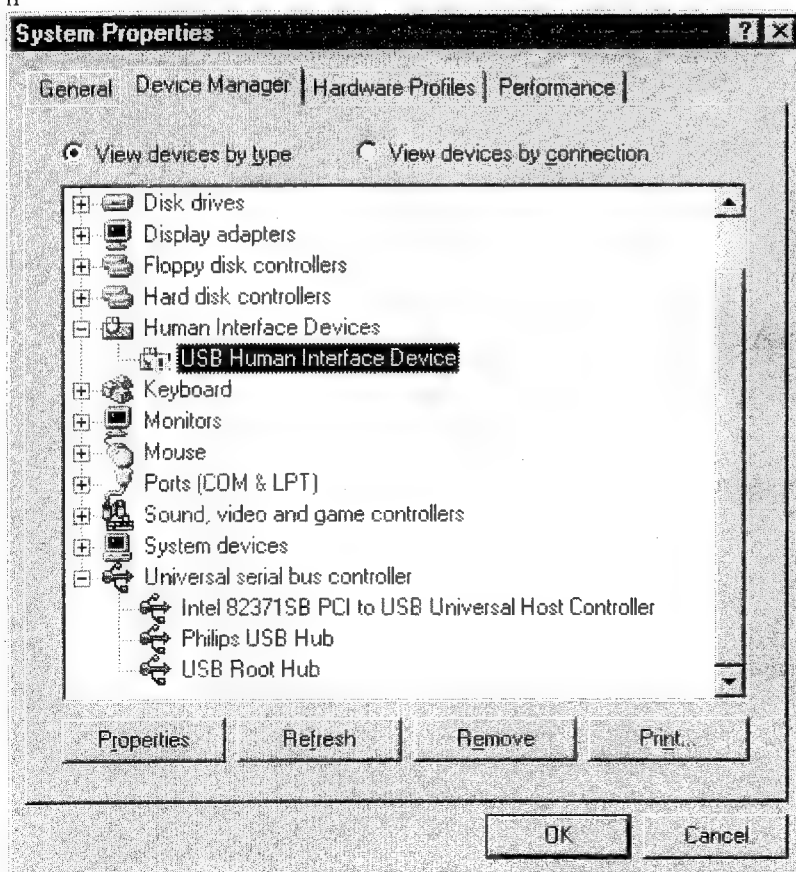 System Properties
General Device Manager Hardware Profiles Performance
View devices by type View devices by connection
Disk drives
Display adapters
Floppy disk controllers
Hard disk controllers
Human Interface Devices
USB Human Interface Device
Keyboard
Monitors
Mouse
Ports (COM & LPT)
Sound, video and game controllers
System devices
Universal serial bus controller
Intel 82371SB PCI to USB Universal Host Controller
Philips USB Hub
USB Root Hub
Properties Refresh Remove Print...
OK Cancel